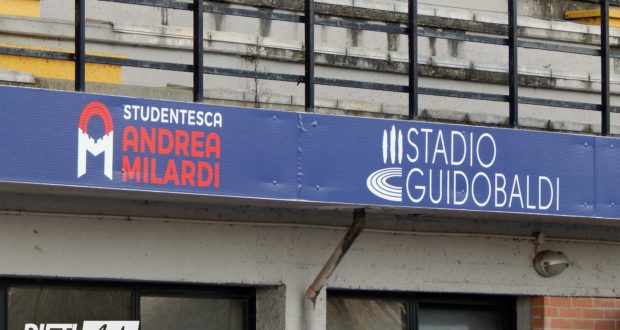 STUDENTESCA
ANDREA
MILARDI
STADIO
GUIDOBALDI